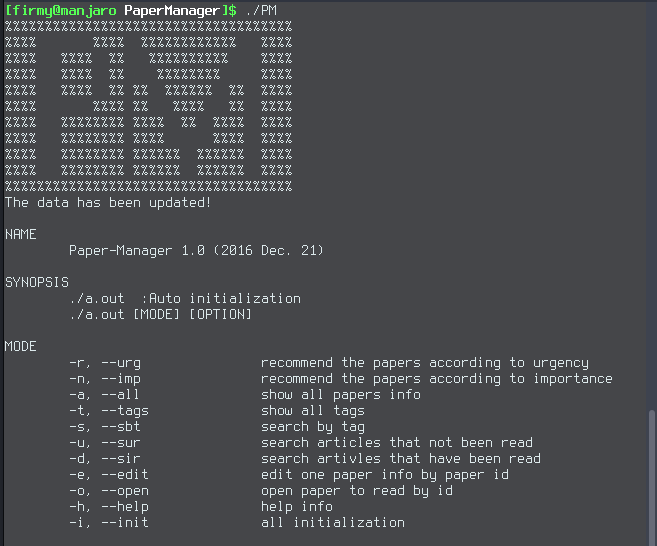 [firmy@manjaro PaperManager]$ ./PM
%%%%%%%%%%%%%%%%%%%%%%%%%%%%%%%%%%%%
%%%%       %%%%  %%%%%%%%%%%%   %%%%
%%%%   %%%%  %%   %%%%%%%%%%    %%%%
%%%%   %%%%  %%    %%%%%%%%     %%%%
%%%%   %%%%  %% %%  %%%%%%  %%  %%%%
%%%%       %%%% %%   %%%%   %%  %%%%
%%%%   %%%%%%%% %%%%  %%  %%%%  %%%%
%%%%   %%%%%%%% %%%%      %%%%  %%%%
%%%%   %%%%%%%% %%%%%%  %%%%%%  %%%%
%%%%   %%%%%%%% %%%%%%  %%%%%%  %%%%
%%%%%%%%%%%%%%%%%%%%%%%%%%%%%%%%%%%%
The data has been updated!
NAME
Paper-Manager 1.0 (2016 Dec. 21)
SYNOPSIS
./a.out  :Auto initialization
./a.out [MODE] [OPTION]
MODE
-r, --urg recommend the papers according to urgency
-n, --imp recommend the papers according to importance
-a, --all show all papers info
-t, --tags show all tags
-s, --sbt search by tag
-u, --sur search articles that not been read
-d, --sir search artivles that have been read
-e, --edit edit one paper info by paper id
-o, --open open paper to read by id
-h, --help help info
-i, --init all initialization